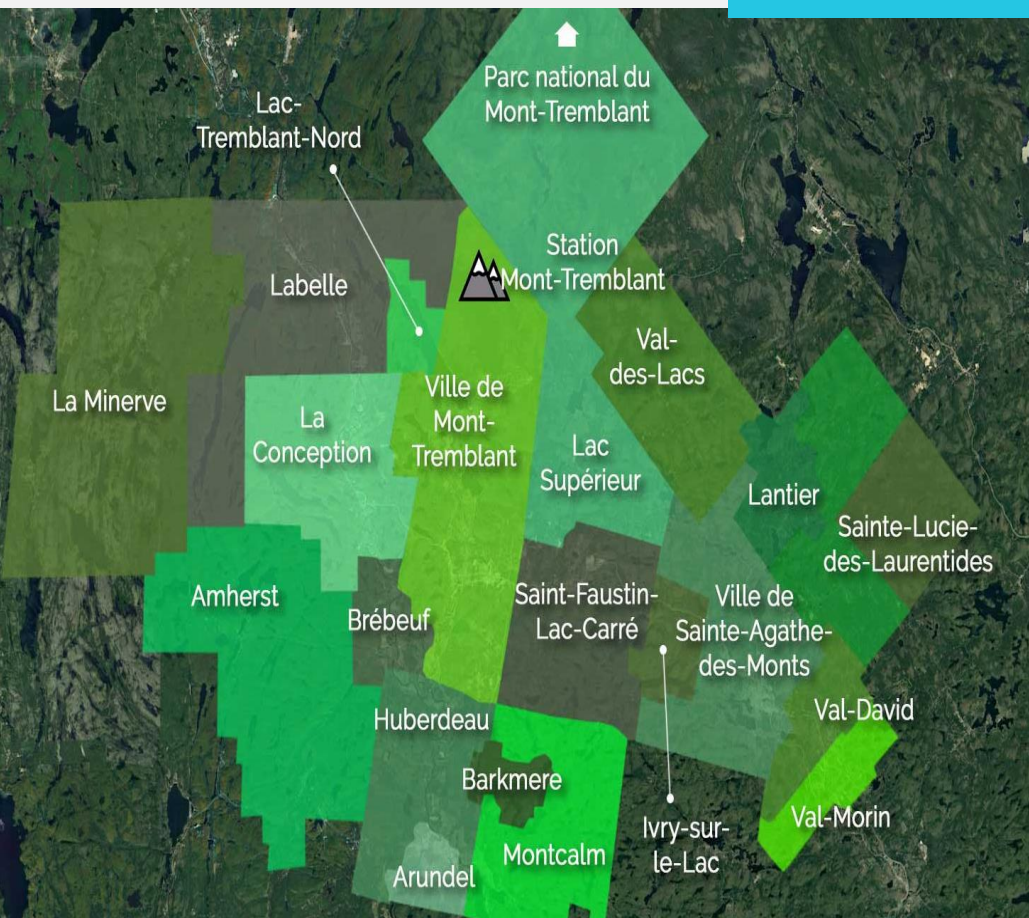 Parc national du
Mont-Tremblant
Lac-
Tremblant-Nord
Station
Mont-Tremblant
Labelle
Val-
des-Lacs
La Minerve
Ville de
Mont-
Tremblant
La
Conception
Lac
Supérieur
Lantier
Sainte-Lucie-
des-Laurentides
Amherst
Brébeuf
Saint-Faustin-
Lac-Carré
Ville de
Sainte-Agathe-
des-Monts
Huberdeau
Val-David
Barkmere
Val-Morin
Ivry-sur-
le-Lac
Montcalm
Arundel